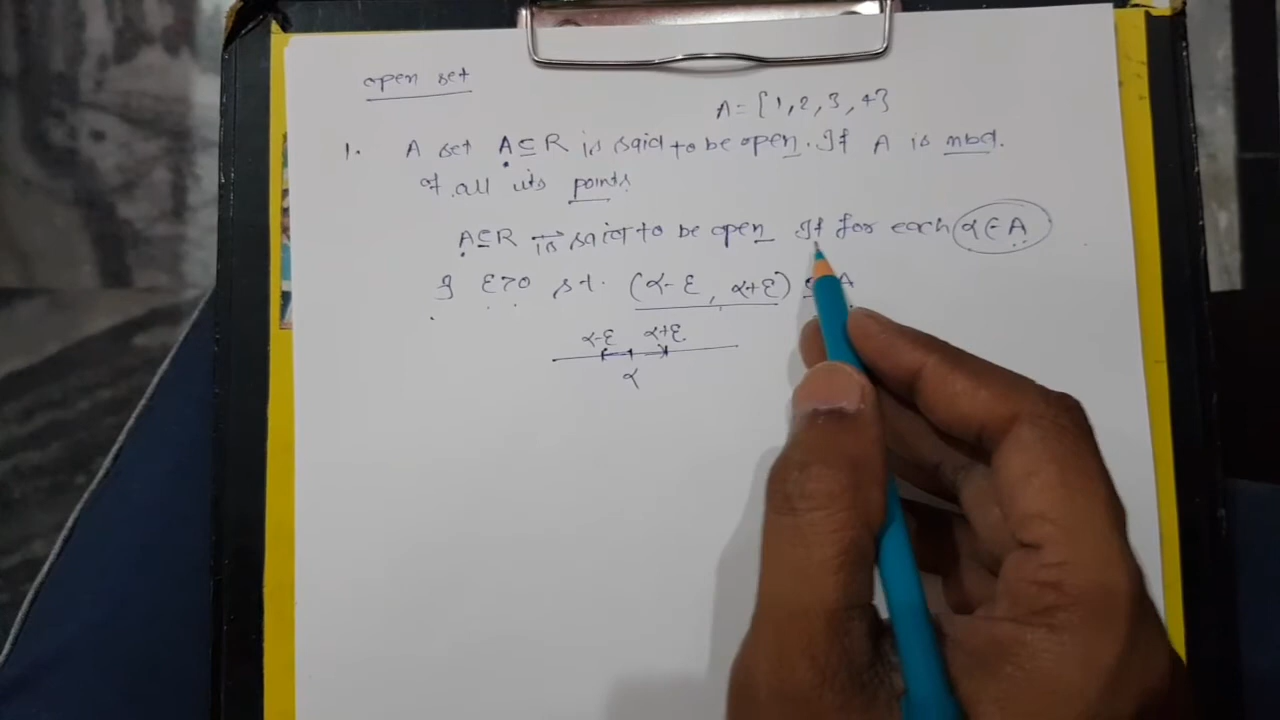 open set
A = {1, 2, 3, 4}
1. A set A ⊆ R is said to be open. If A is nbd.
of all its points
A ⊆ R is said to be open If for each α ∈ A
∃ ε>0 st. (α-ε, α+ε) ⊆ A
α-ε α+ε.
α